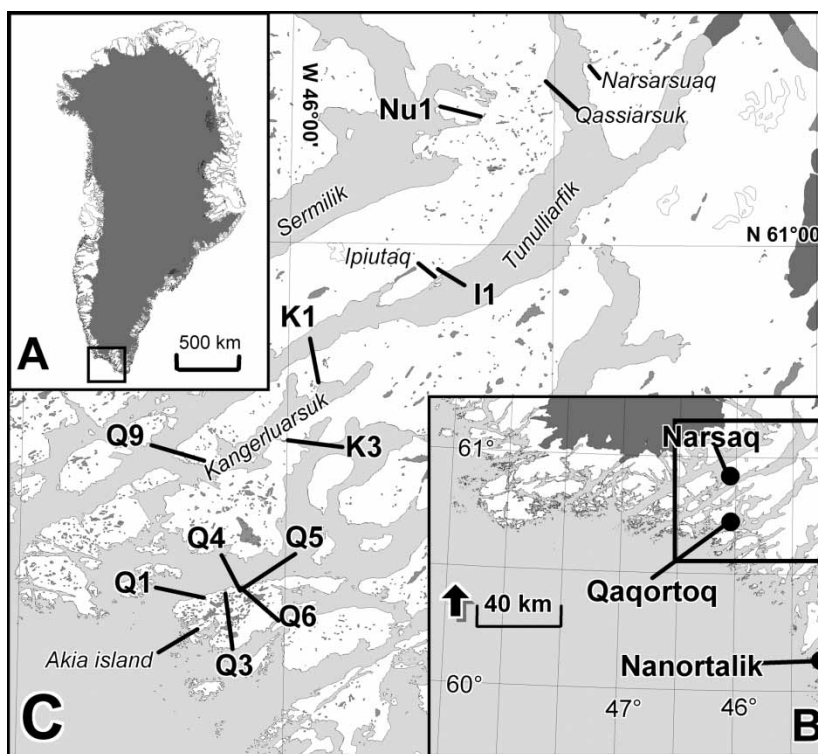 A
500 km
W 46°00'
Nu1
Narsarsuaq
Qassiarsuk
Sermilik
Tunulliarfik
N 61°00'
Ipiutaq
I1
K1
Kangerluarsuk
Q9
K3
Q4
Q5
Q1
Q6
Q3
Akia island
C
61°
Narsaq
Qaqortoq
40 km
Nanortalik
60°
47°
46°
B